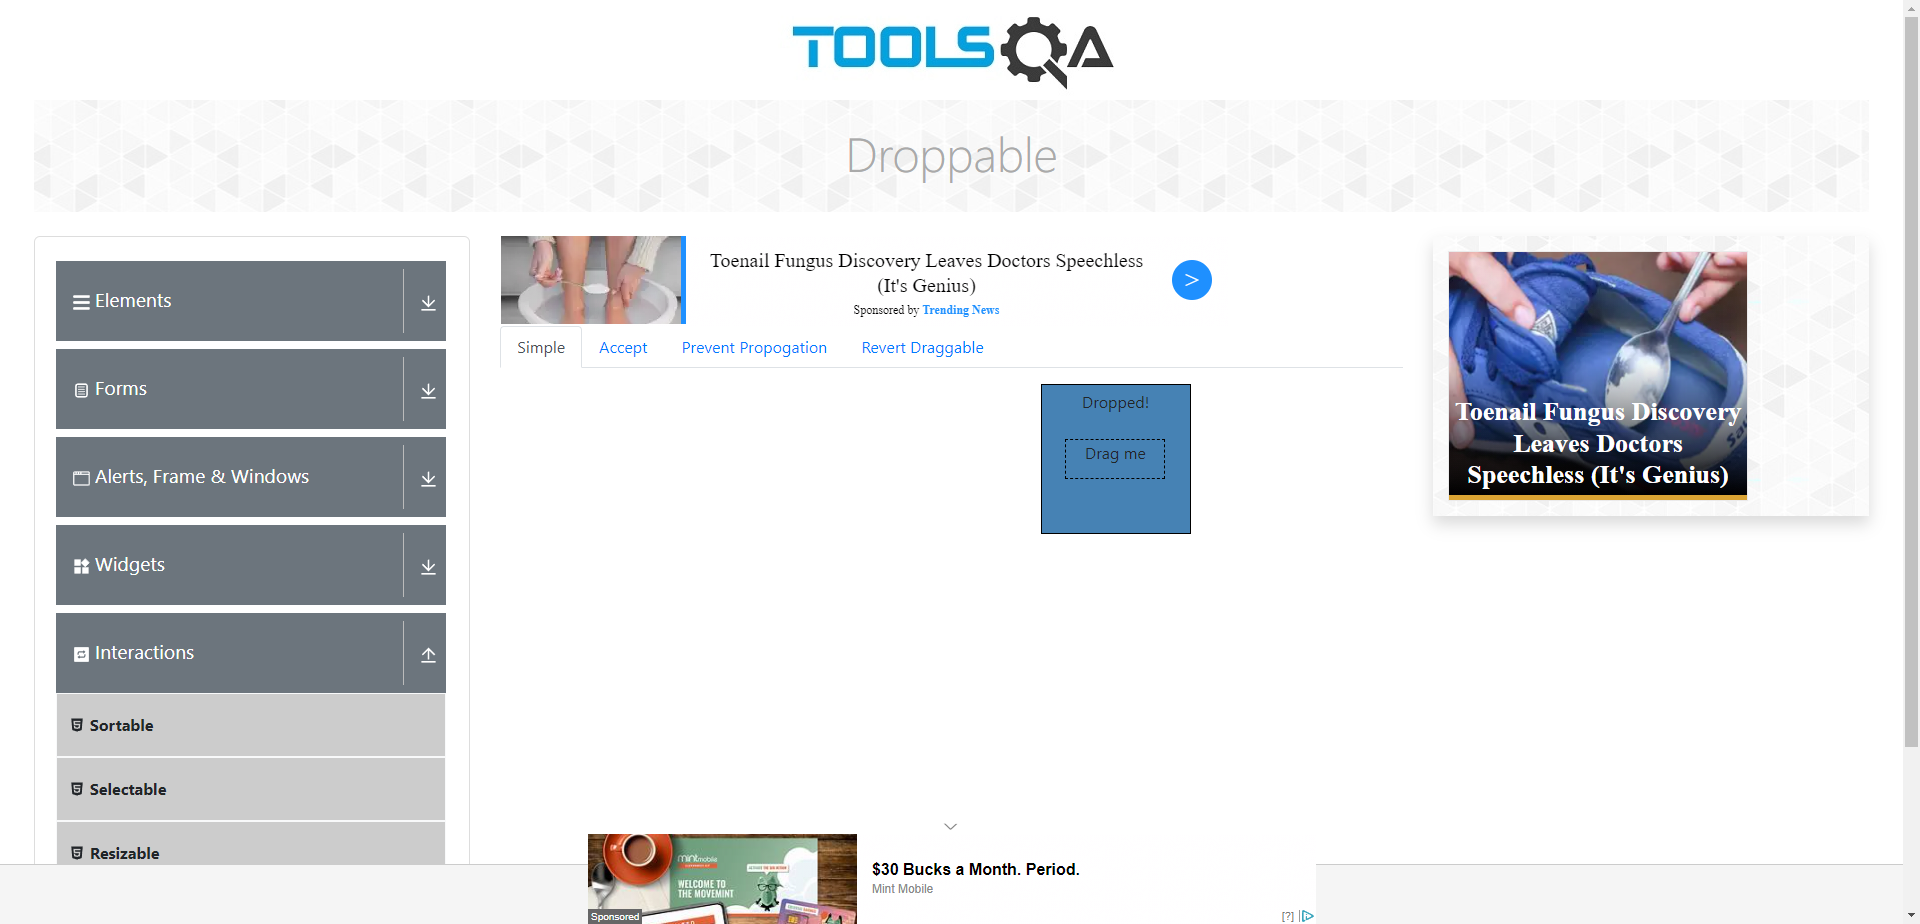 TOOLSQA
Droppable
Elements
Forms
Alerts, Frame & Windows
Widgets
Interactions
Sortable
Selectable
Resizable
Toenail Fungus Discovery Leaves Doctors Speechless
(It's Genius)
Sponsored by Trending News
>
Simple
Accept
Prevent Propogation
Revert Draggable
Dropped!
Drag me
Toenail Fungus Discovery
Leaves Doctors
Speechless (It's Genius)
mint mobile
WELCOME TO
THE MOVEMINT
Sponsored
$30 Bucks a Month. Period.
Mint Mobile
[?]